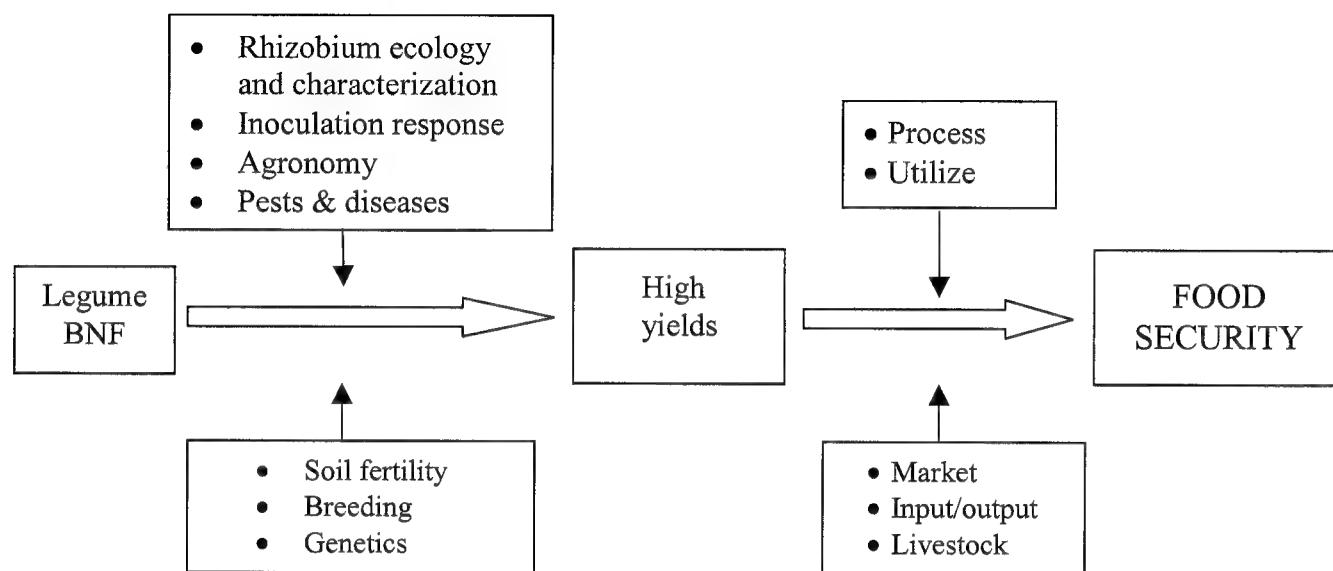 • Rhizobium ecology
and characterization
• Inoculation response
• Agronomy
• Pests & diseases
• Process
• Utilize
Legume
BNF
High
yields
FOOD
SECURITY
• Soil fertility
• Breeding
• Genetics
• Market
• Input/output
• Livestock